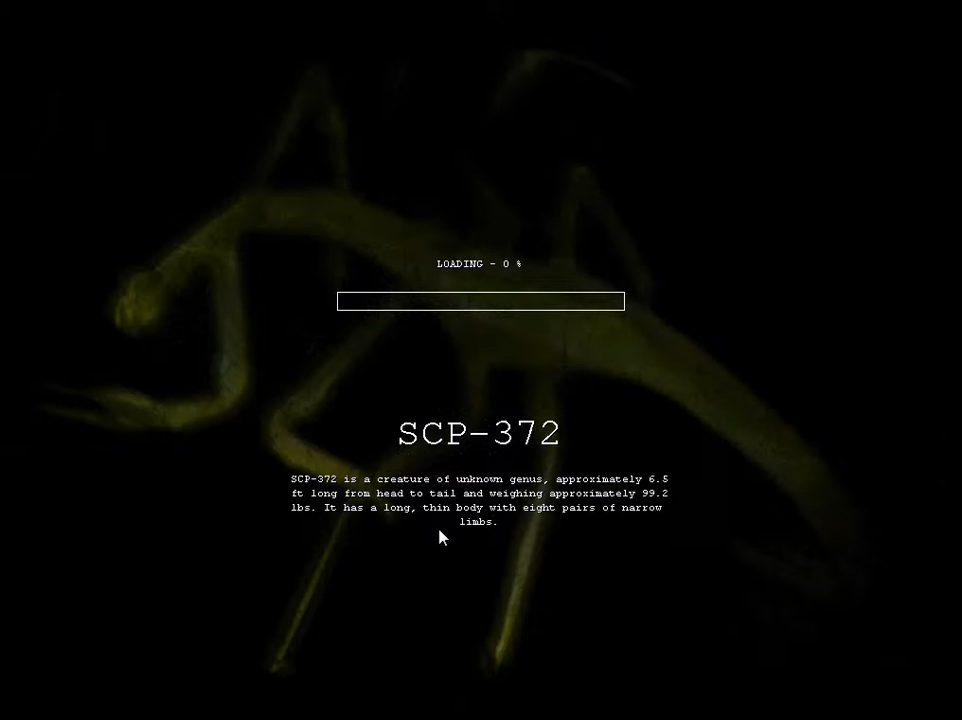 LOADING - 0 %
SCP-372
SCP-372 is a creature of unknown genus, approximately 6.5
ft long from head to tail and weighing approximately 99.2
lbs. It has a long, thin body with eight pairs of narrow
limbs.